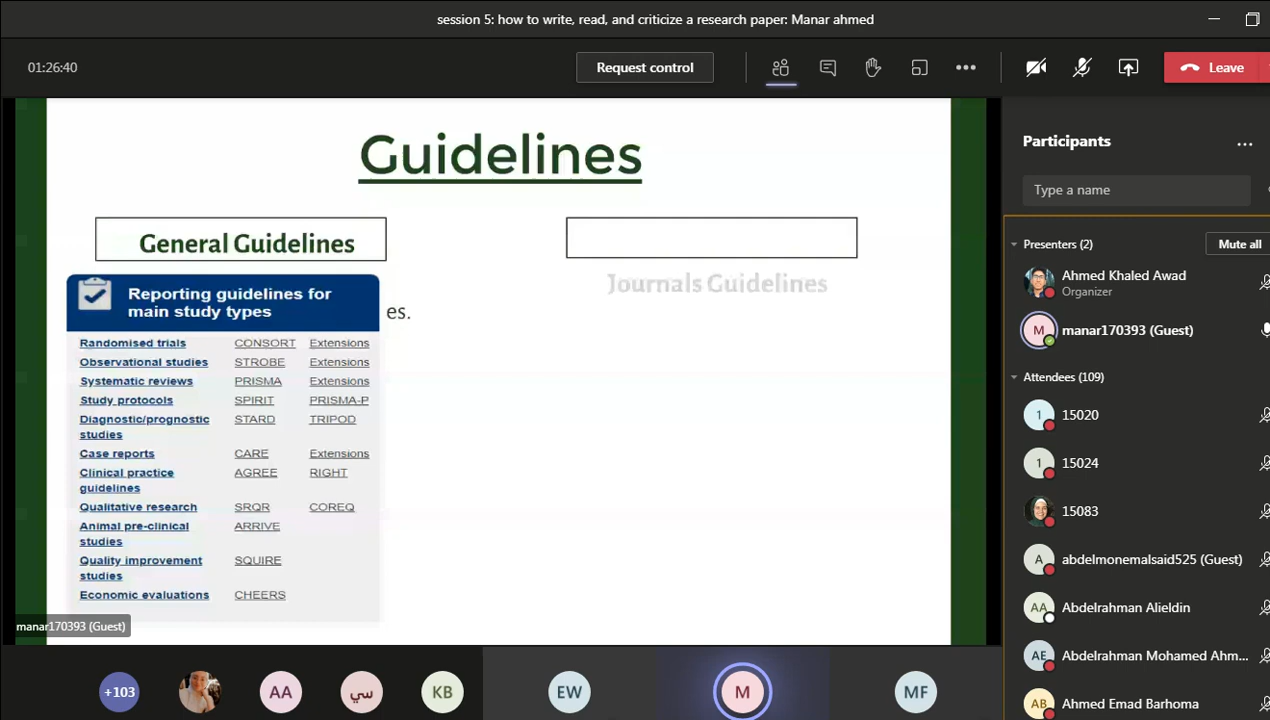 session 5: how to write, read, and criticize a research paper: Manar ahmed
01:26:40
Request control
Leave
Guidelines
General Guidelines
Journals Guidelines
Reporting guidelines for
main study types
es.
Randomised trials CONSORT Extensions
Observational studies STROBE Extensions
Systematic reviews PRISMA Extensions
Study protocols SPIRIT PRISMA-P
Diagnostic/prognostic STARD TRIPOD
studies
Case reports CARE Extensions
Clinical practice AGREE RIGHT
guidelines
Qualitative research SRQR COREQ
Animal pre-clinical ARRIVE
studies
Quality improvement SQUIRE
studies
Economic evaluations CHEERS
manar170393 (Guest)
Participants
Type a name
Presenters (2) Mute all
Ahmed Khaled Awad
Organizer
M manar170393 (Guest)
Attendees (109)
1 15020
1 15024
15083
A abdelmonemalsaid525 (Guest)
AA Abdelrahman Alieldin
AE Abdelrahman Mohamed Ahm...
AB Ahmed Emad Barhoma
+103 AA سي KB EW M MF